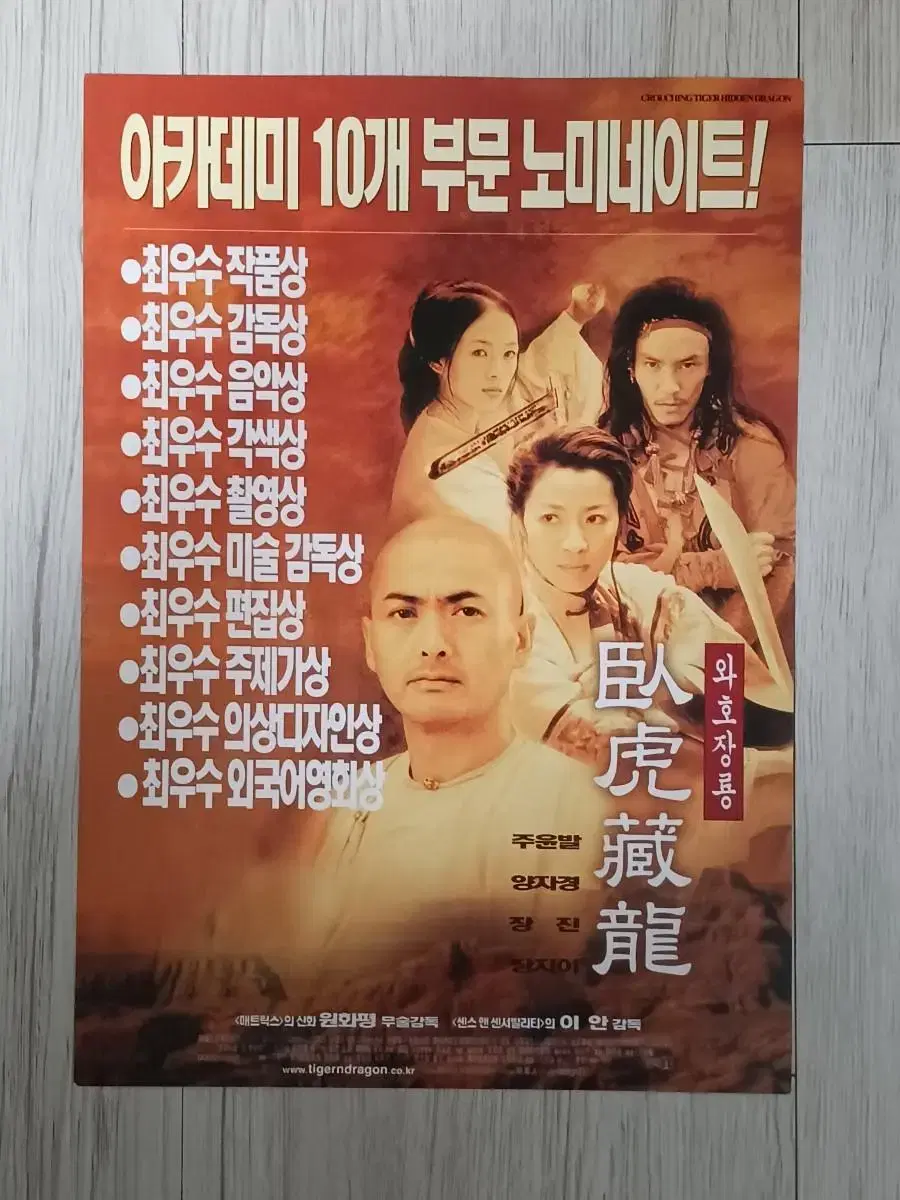 CROUCHING TIGER HIDDEN DRAGON
아카데미 10개 부문 노미네이트!
●최우수 작품상
●최우수 감독상
●최우수 음악상
●최우수 각색상
●최우수 촬영상
●최우수 미술 감독상
●최우수 편집상
●최우수 주제가상
●최우수 의상디자인상
●최우수 외국어영화상
臥虎藏龍
와호장룡
주윤발
양자경
장 진
장지이
<매트릭스>의 신화 원화평 무술감독 <센스 앤 센서빌리티>의 이 안 감독
www.tigerndragon.co.kr